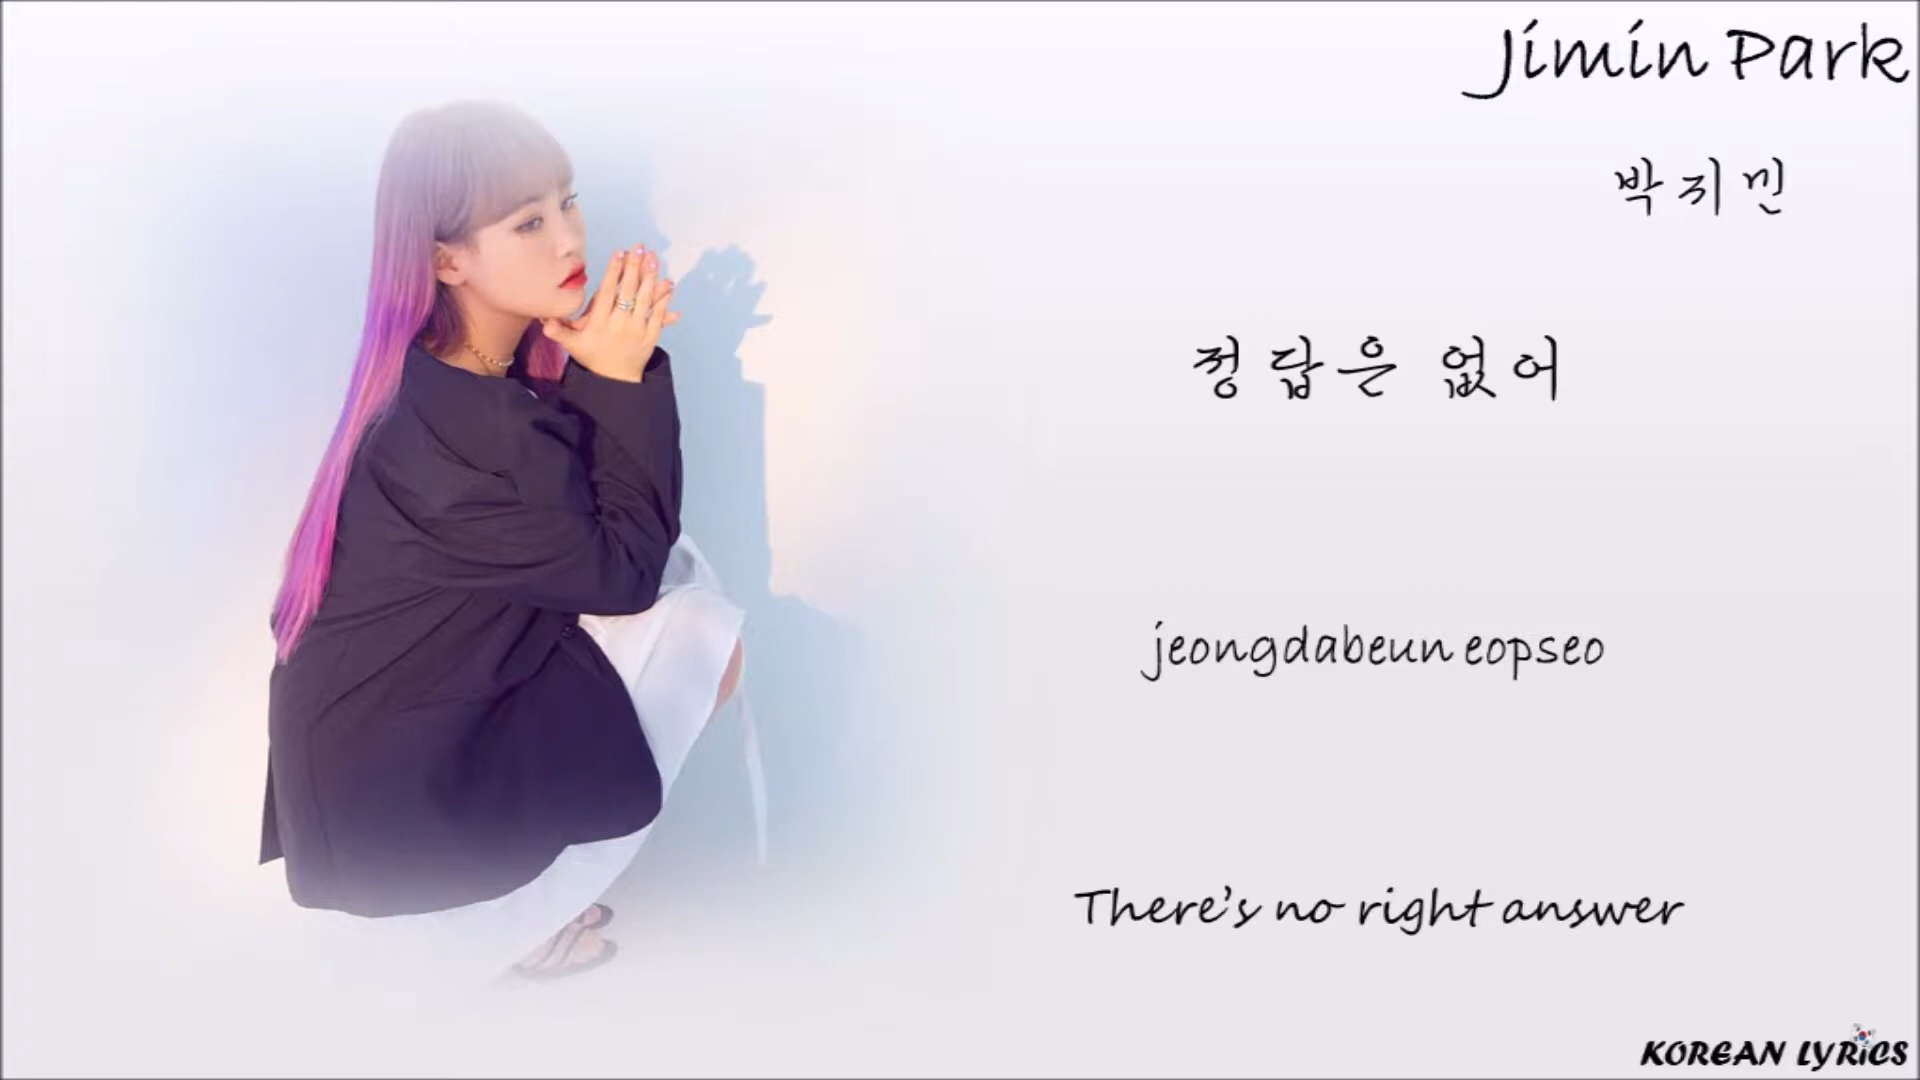 Jimin Park
박지민
정답은 없어
jeongdabeun eopseo
There's no right answer
KOREAN LYRiCS